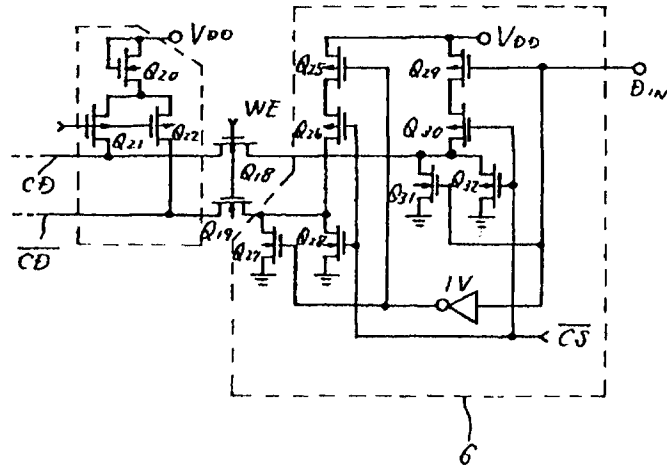 VDD
VDD
Q20
Q25
Q29
DIN
WE
Q26
Q30
Q21
Q22
CD
Q18
Q31
Q32
CD
Q19
Q27
Q28
IV
CS
6